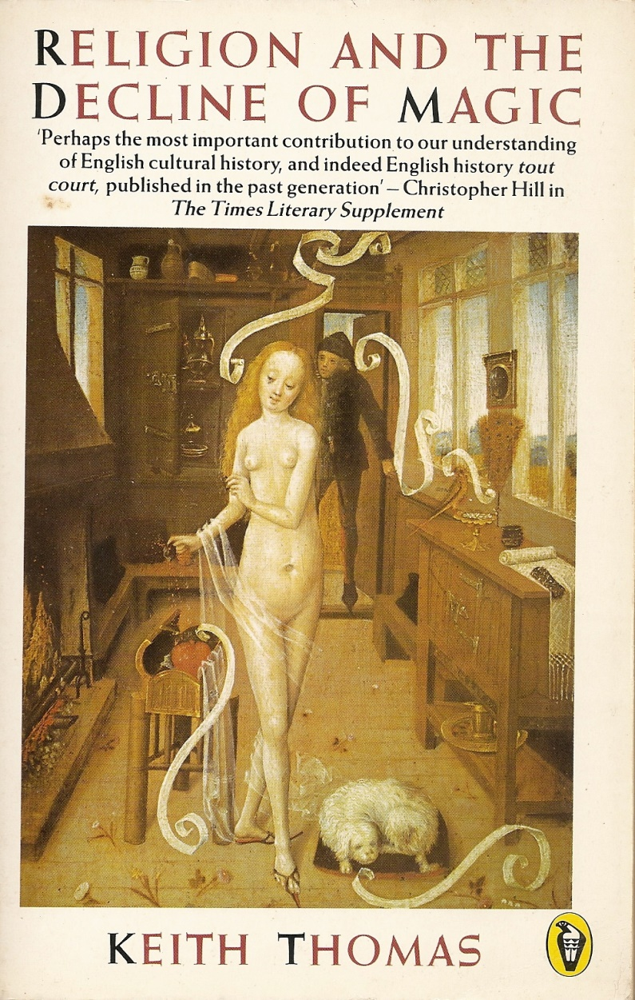 RELIGION AND THE
DECLINE OF MAGIC
'Perhaps the most important contribution to our understanding
of English cultural history, and indeed English history tout
court, published in the past generation' – Christopher Hill in
The Times Literary Supplement
KEITH THOMAS